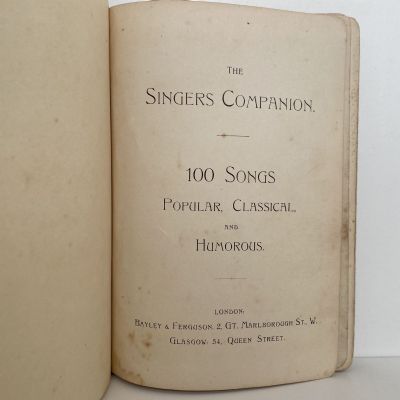 THE
SINGERS COMPANION.
100 SONGS
POPULAR, CLASSICAL,
AND
HUMOROUS.
LONDON:
BAYLEY & FERGUSON, 2, GT. MARLBOROUGH ST., W.
GLASGOW: 54, QUEEN STREET.